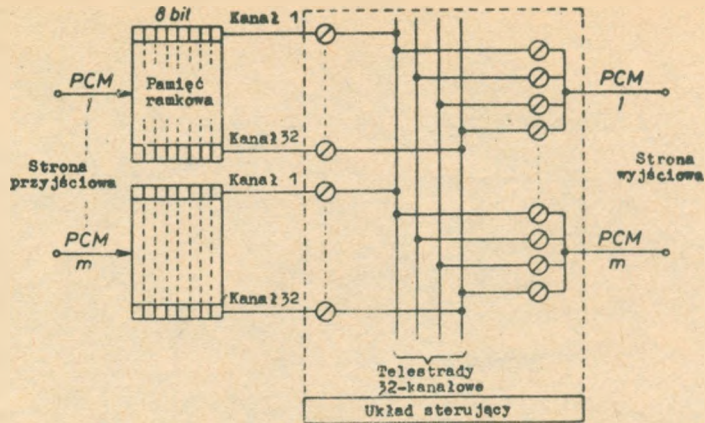 8 bit
Kanał 1
PCM
1
Pamięć
ramkowa
Kanał 32
Strona
przyjściowa
Kanał 1
PCM
m
Kanał 32
PCM
1
Strona
wyjściowa
PCM
m
Telestrady
32-kanałowe
Układ sterujący